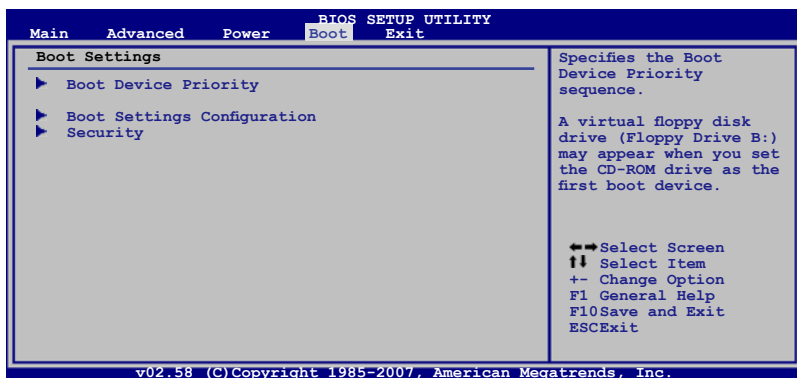 BIOS SETUP UTILITY
Main Advanced Power Boot Exit
Boot Settings
Boot Device Priority
Boot Settings Configuration
Security
Specifies the Boot
Device Priority
sequence.
A virtual floppy disk
drive (Floppy Drive B:)
may appear when you set
the CD-ROM drive as the
first boot device.
Select Screen
Select Item
+- Change Option
F1 General Help
F10Save and Exit
ESCExit
v02.58 (C)Copyright 1985-2007, American Megatrends, Inc.